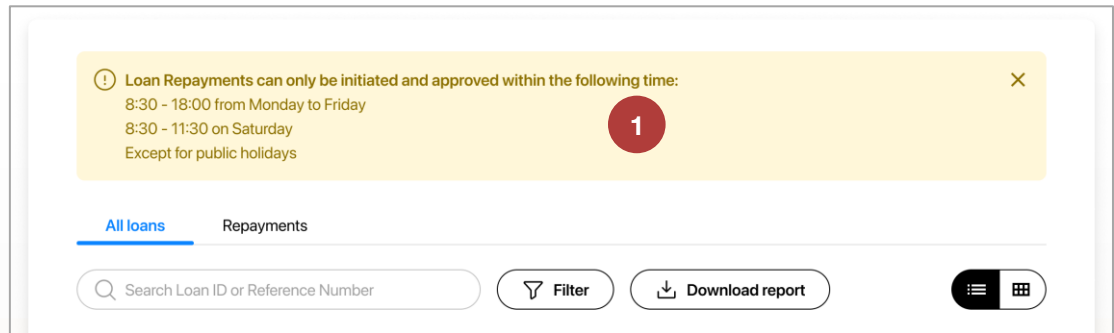 Loan Repayments can only be initiated and approved within the following time:
8:30 - 18:00 from Monday to Friday
8:30 - 11:30 on Saturday
1
Except for public holidays
All loans
Repayments
Search Loan ID or Reference Number
Filter
Download report